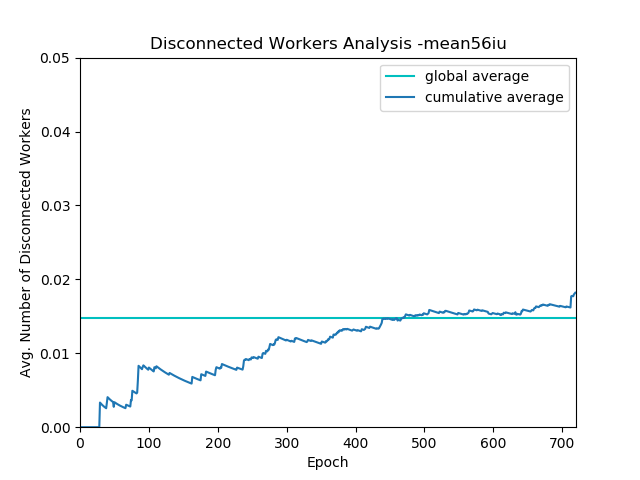 Disconnected Workers Analysis -mean56iu
global average
cumulative average
Avg. Number of Disconnected Workers
0.05
0.04
0.03
0.02
0.01
0.00
0 100 200 300 400 500 600 700
Epoch